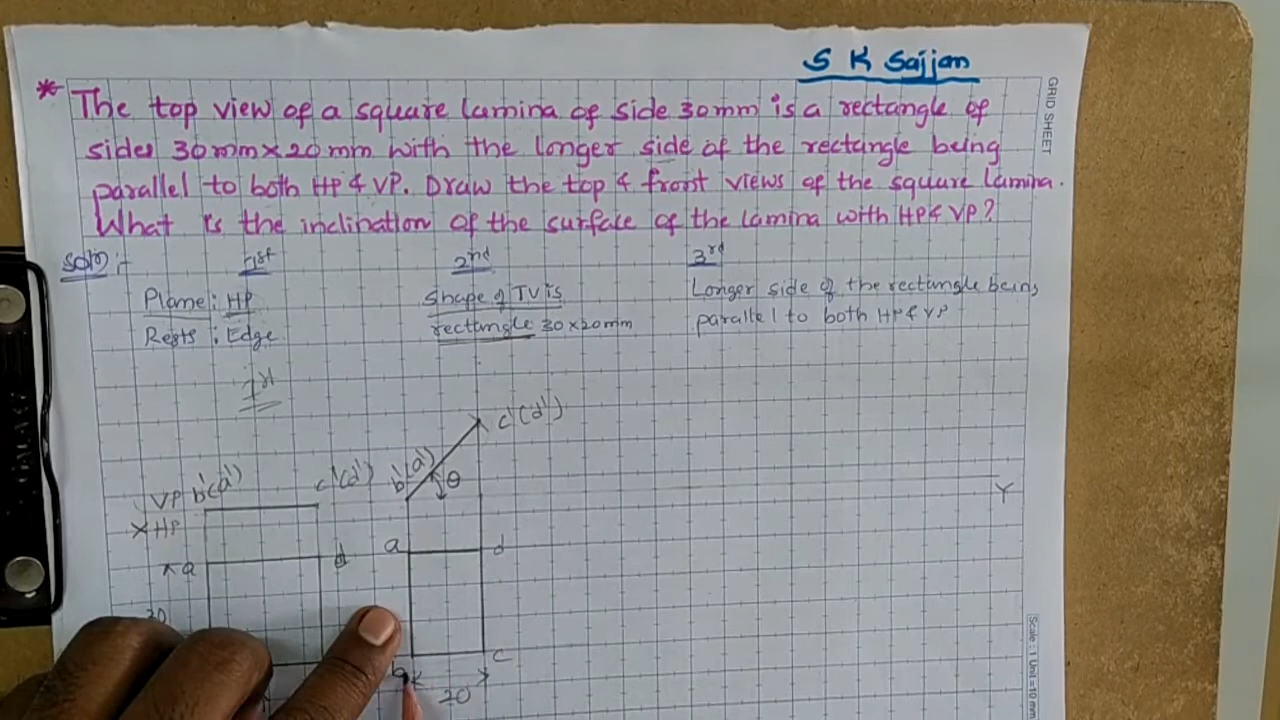 S K Sajjan
* The top view of a square lamina of side 30mm is a rectangle of
sides 30mm×20mm with the longer side of the rectangle being
parallel to both HP & VP. Draw the top & front views of the square lamina.
What is the inclination of the surface of the lamina with HP & VP?
Soln :-
1st
2nd
3rd
Plane : HP
Rests : Edge
Shape of TV is
rectangle 30×20mm
Longer side of the rectangle being
parallel to both HP & VP
c'(d')
b'(a')
θ
VP
X HP
b'(a')
c'(d')
Y
a
d
a
d
b
c
20
GRID SHEET
Scale : 1 Unit = 10 mm